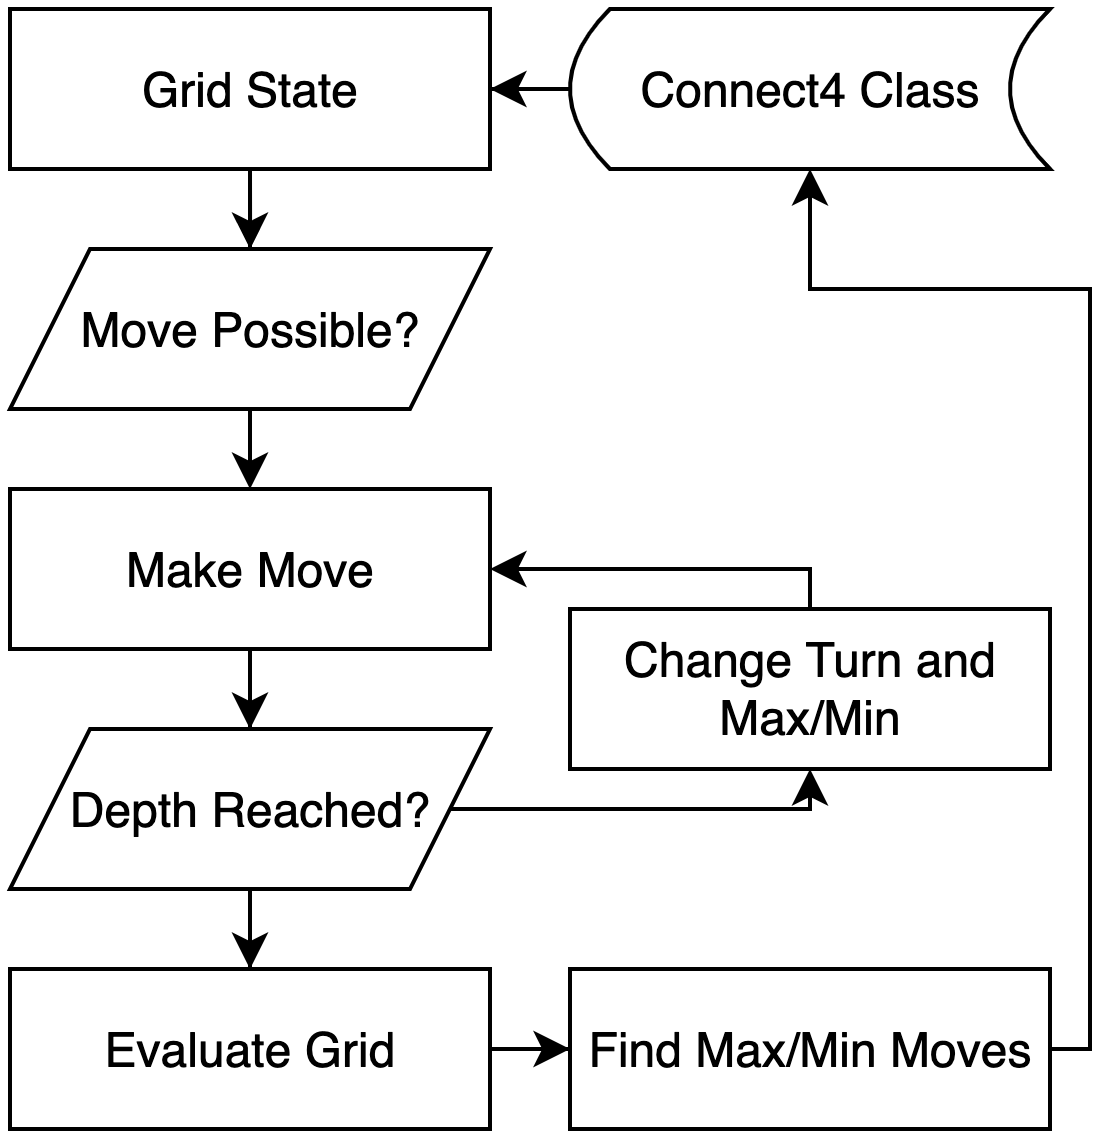 Grid State
Connect4 Class
Move Possible?
Make Move
Change Turn and
Max/Min
Depth Reached?
Evaluate Grid
Find Max/Min Moves